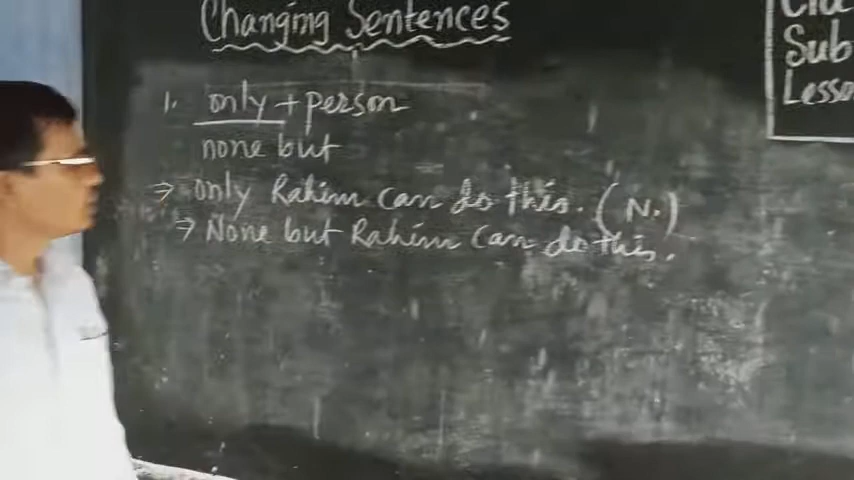 Changing Sentences
1. only + person
none but
⇒ only Rahim can do this. (N.)
⇒ None but Rahim can do this.
Sub
Lesson